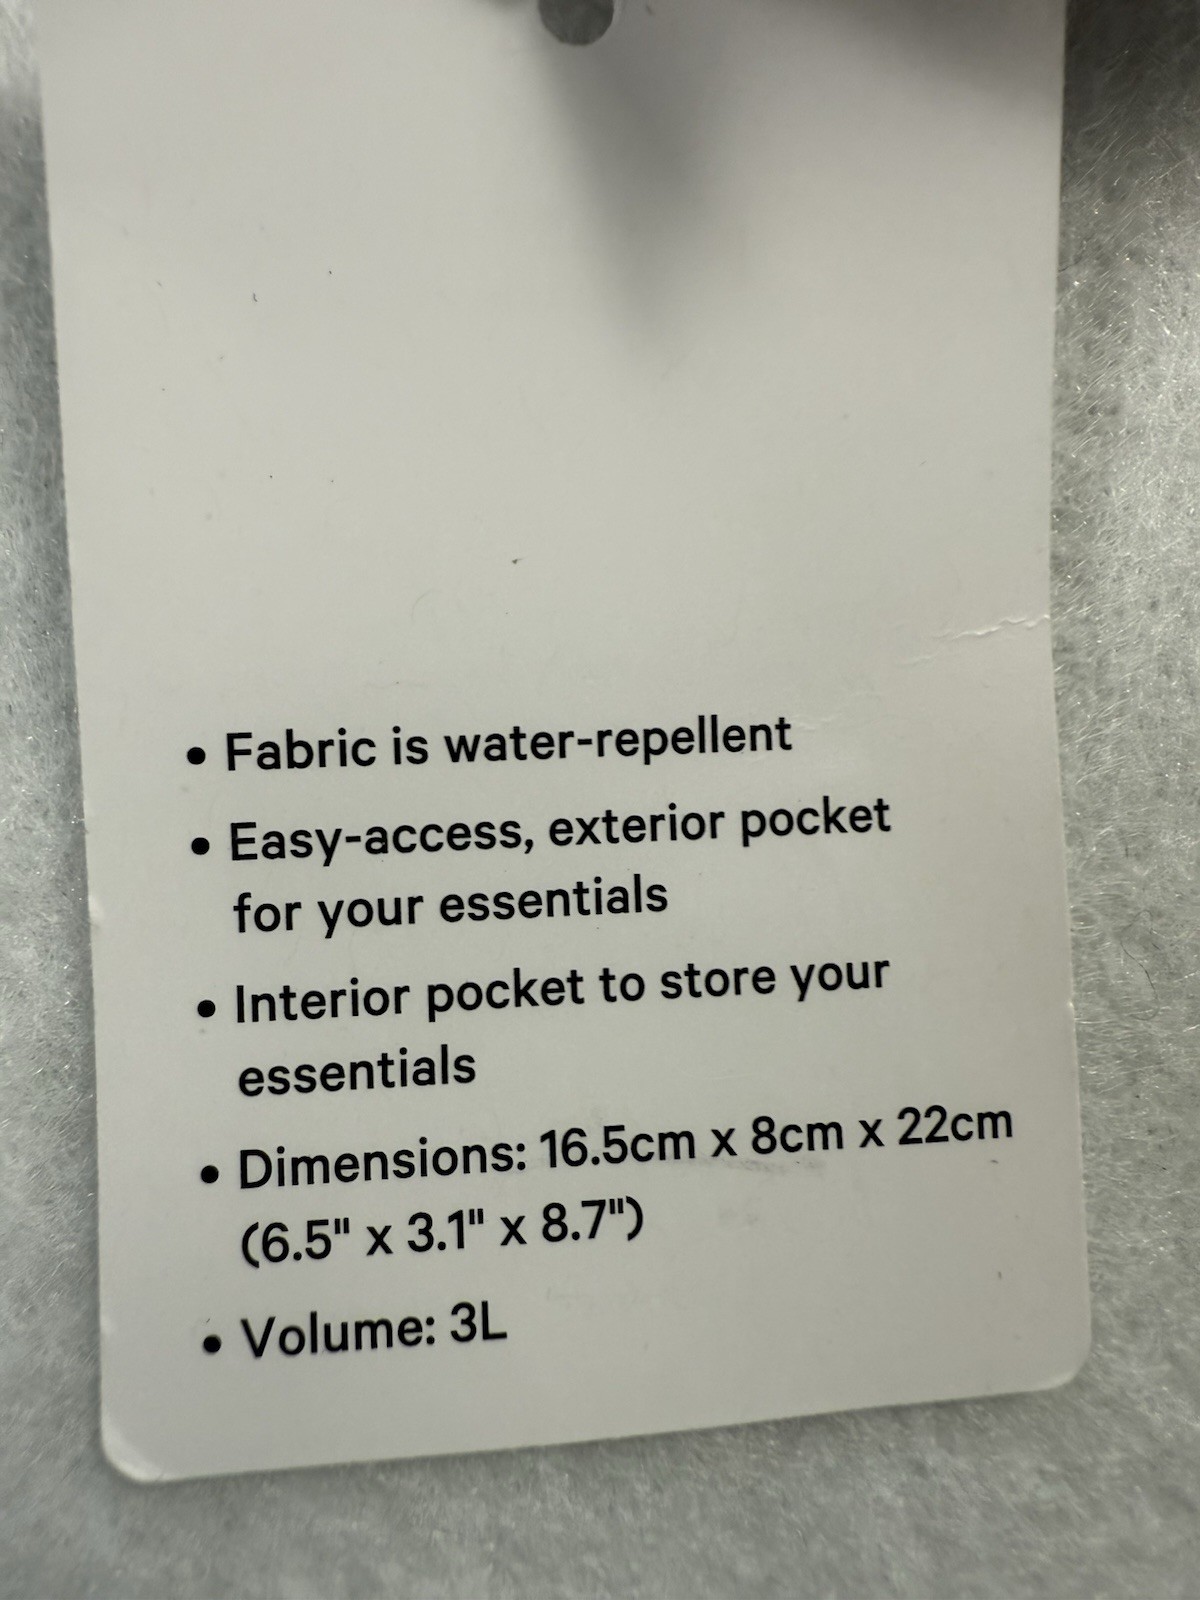 • Fabric is water-repellent
• Easy-access, exterior pocket
for your essentials
• Interior pocket to store your
essentials
• Dimensions: 16.5cm x 8cm x 22cm
(6.5" x 3.1" x 8.7")
• Volume: 3L